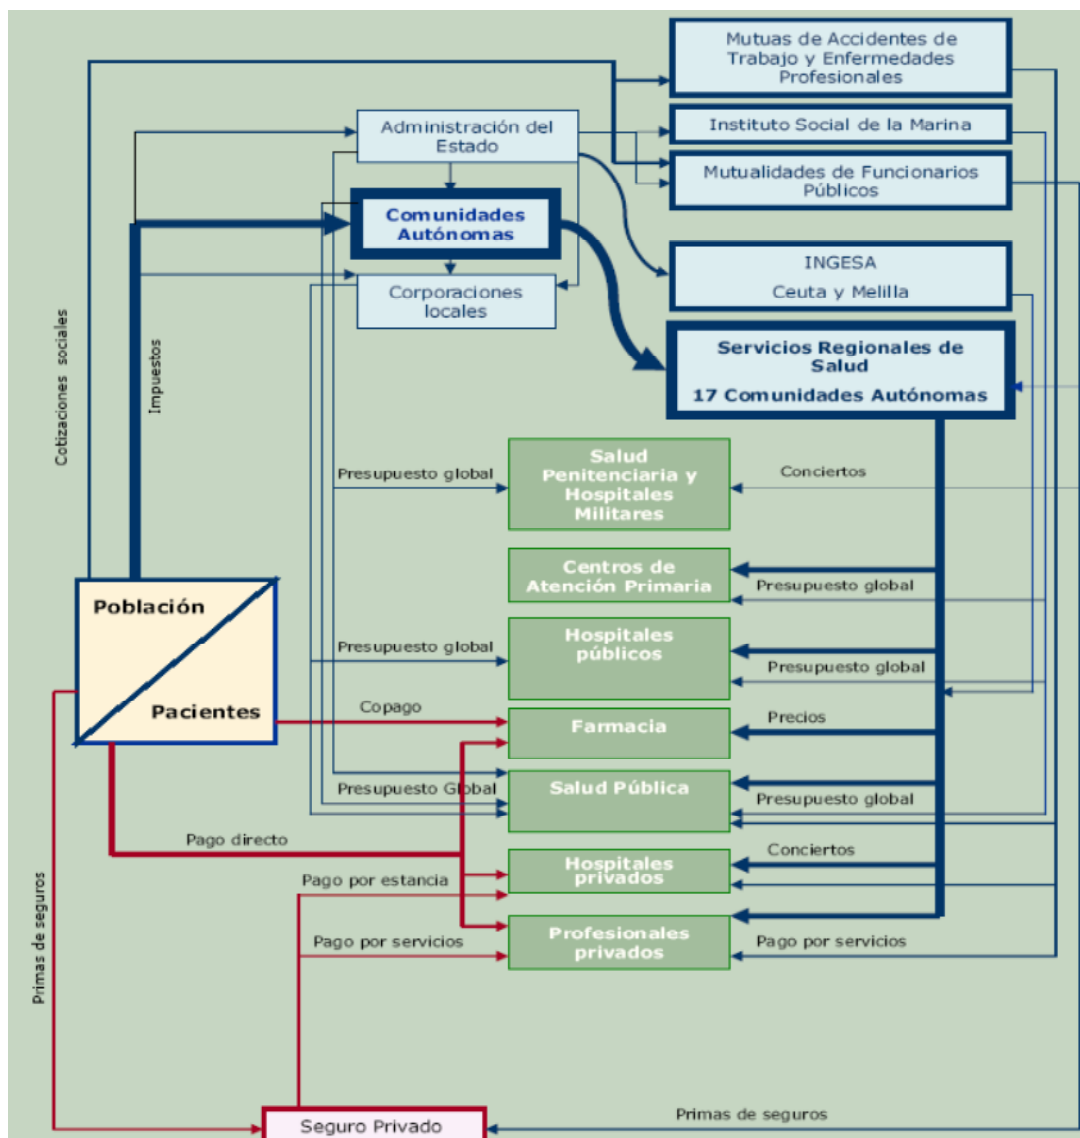 Mutuas de Accidentes de
Trabajo y Enfermedades
Profesionales
Administración del
Estado
Instituto Social de la Marina
Mutualidades de Funcionarios
Públicos
Comunidades
Autónomas
INGESA
Ceuta y Melilla
Corporaciones
locales
Cotizaciones sociales
Impuestos
Servicios Regionales de
Salud
17 Comunidades Autónomas
Presupuesto global
Salud
Penitenciaria y
Hospitales
Militares
Conciertos
Centros de
Atención Primaria
Presupuesto global
Población
Pacientes
Presupuesto global
Hospitales
públicos
Presupuesto global
Copago
Farmacia
Precios
Presupuesto Global
Salud Pública
Presupuesto global
Pago directo
Hospitales
privados
Conciertos
Pago por estancia
Pago por servicios
Profesionales
privados
Pago por servicios
Primas de seguros
Seguro Privado
Primas de seguros